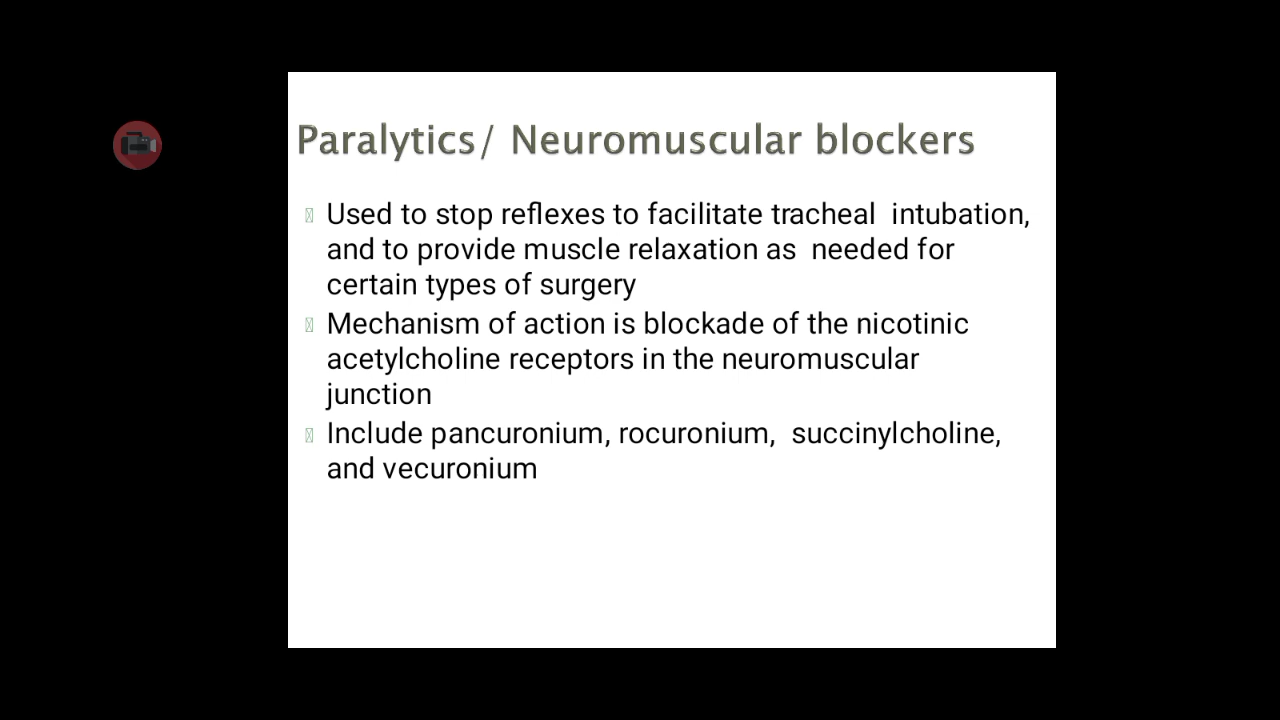 Paralytics/ Neuromuscular blockers
Used to stop reflexes to facilitate tracheal  intubation,
and to provide muscle relaxation as  needed for
certain types of surgery
Mechanism of action is blockade of the nicotinic
acetylcholine receptors in the neuromuscular
junction
Include pancuronium, rocuronium,  succinylcholine,
and vecuronium